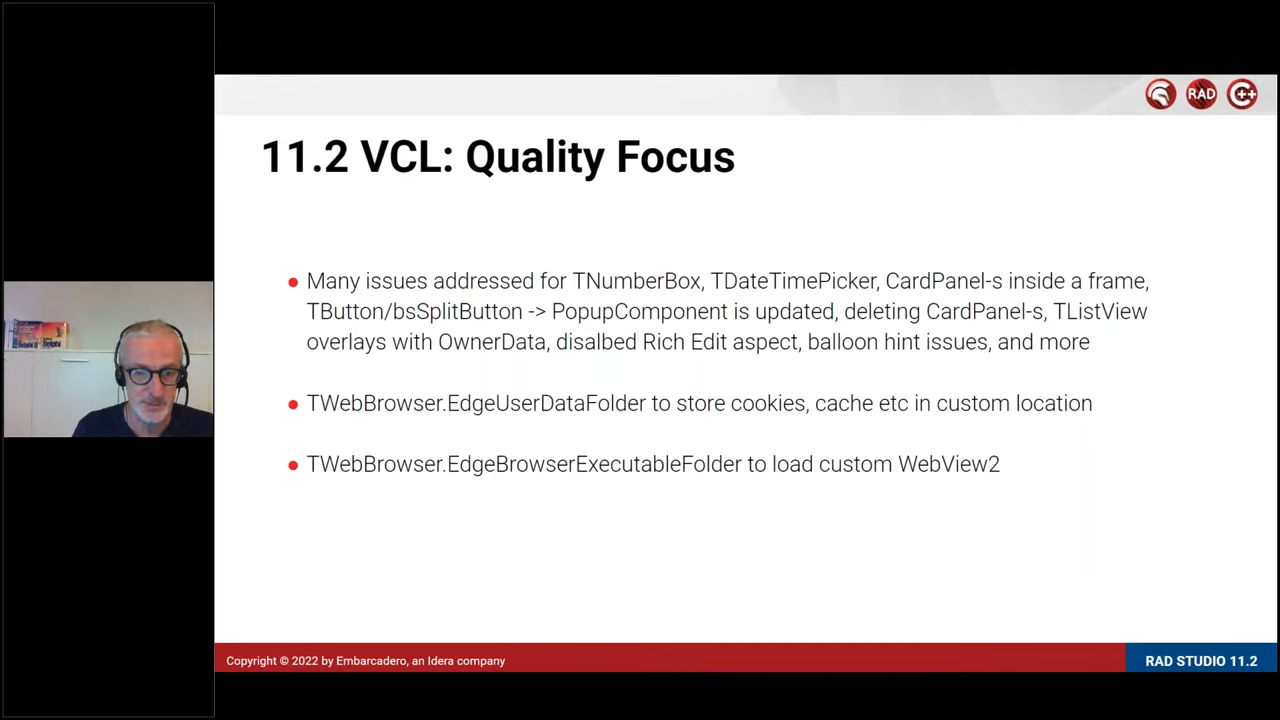 RAD
C++
11.2 VCL: Quality Focus
Many issues addressed for TNumberBox, TDateTimePicker, CardPanel-s inside a frame,
TButton/bsSplitButton -> PopupComponent is updated, deleting CardPanel-s, TListView
overlays with OwnerData, disalbed Rich Edit aspect, balloon hint issues, and more
TWebBrowser.EdgeUserDataFolder to store cookies, cache etc in custom location
TWebBrowser.EdgeBrowserExecutableFolder to load custom WebView2
Copyright © 2022 by Embarcadero, an Idera company
RAD STUDIO 11.2